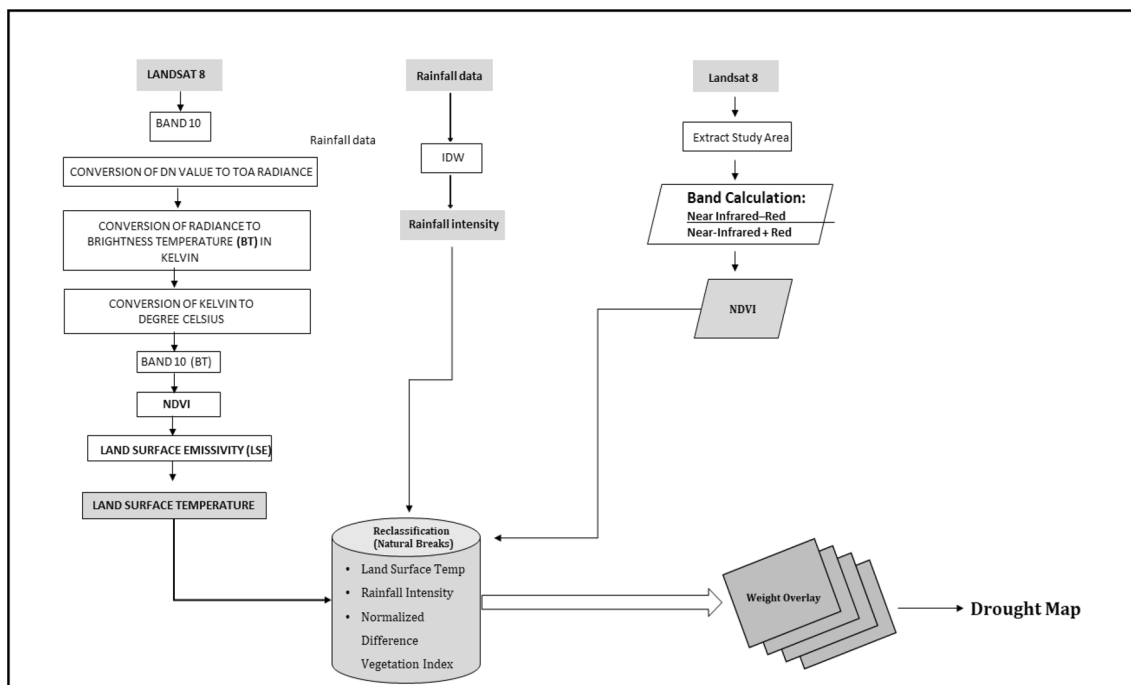 LANDSAT 8
BAND 10
CONVERSION OF DN VALUE TO TOA RADIANCE
CONVERSION OF RADIANCE TO
BRIGHTNESS TEMPERATURE (BT) IN
KELVIN
CONVERSION OF KELVIN TO
DEGREE CELSIUS
BAND 10 (BT)
NDVI
LAND SURFACE EMISSIVITY (LSE)
LAND SURFACE TEMPERATURE
Rainfall data
Rainfall data
IDW
Rainfall intensity
Landsat 8
Extract Study Area
Band Calculation:
Near Infrared–Red
Near-Infrared + Red
NDVI
Reclassification
(Natural Breaks)
• Land Surface Temp
• Rainfall Intensity
• Normalized
Difference
Vegetation Index
Weight Overlay
Drought Map